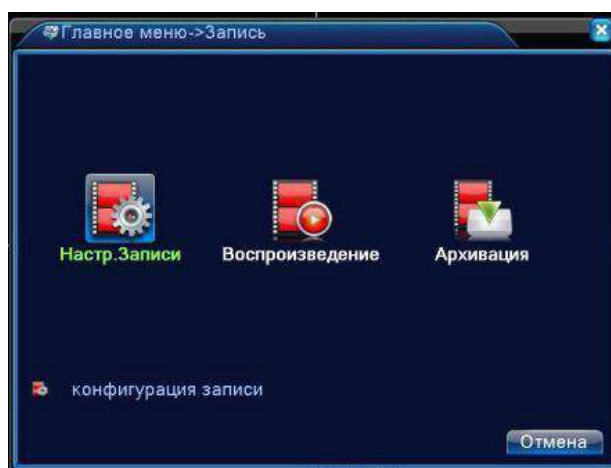 Главное меню->Запись
Настр.Записи Воспроизведение Архивация
конфигурация записи
Отмена